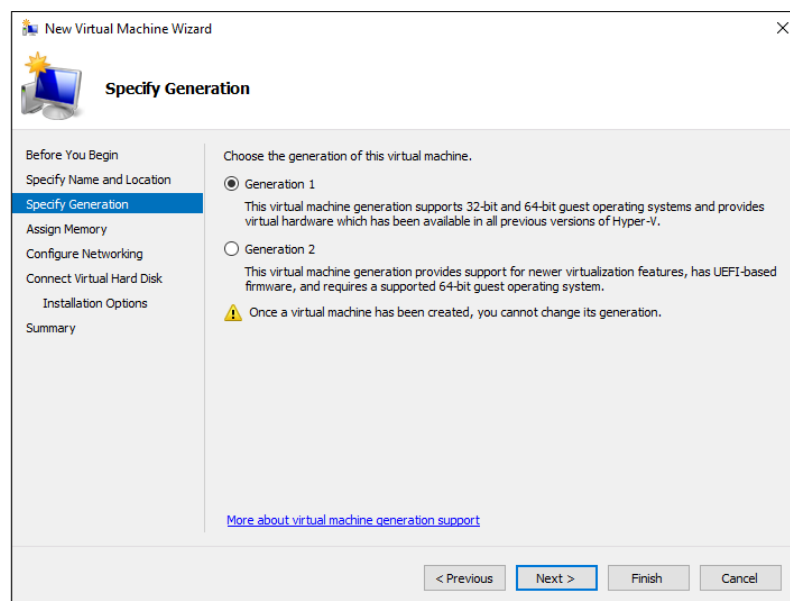 New Virtual Machine Wizard
Specify Generation
Before You Begin
Specify Name and Location
Specify Generation
Assign Memory
Configure Networking
Connect Virtual Hard Disk
Installation Options
Summary
Choose the generation of this virtual machine.
Generation 1
This virtual machine generation supports 32-bit and 64-bit guest operating systems and provides
virtual hardware which has been available in all previous versions of Hyper-V.
Generation 2
This virtual machine generation provides support for newer virtualization features, has UEFI-based
firmware, and requires a supported 64-bit guest operating system.
Once a virtual machine has been created, you cannot change its generation.
More about virtual machine generation support
< Previous
Next >
Finish
Cancel